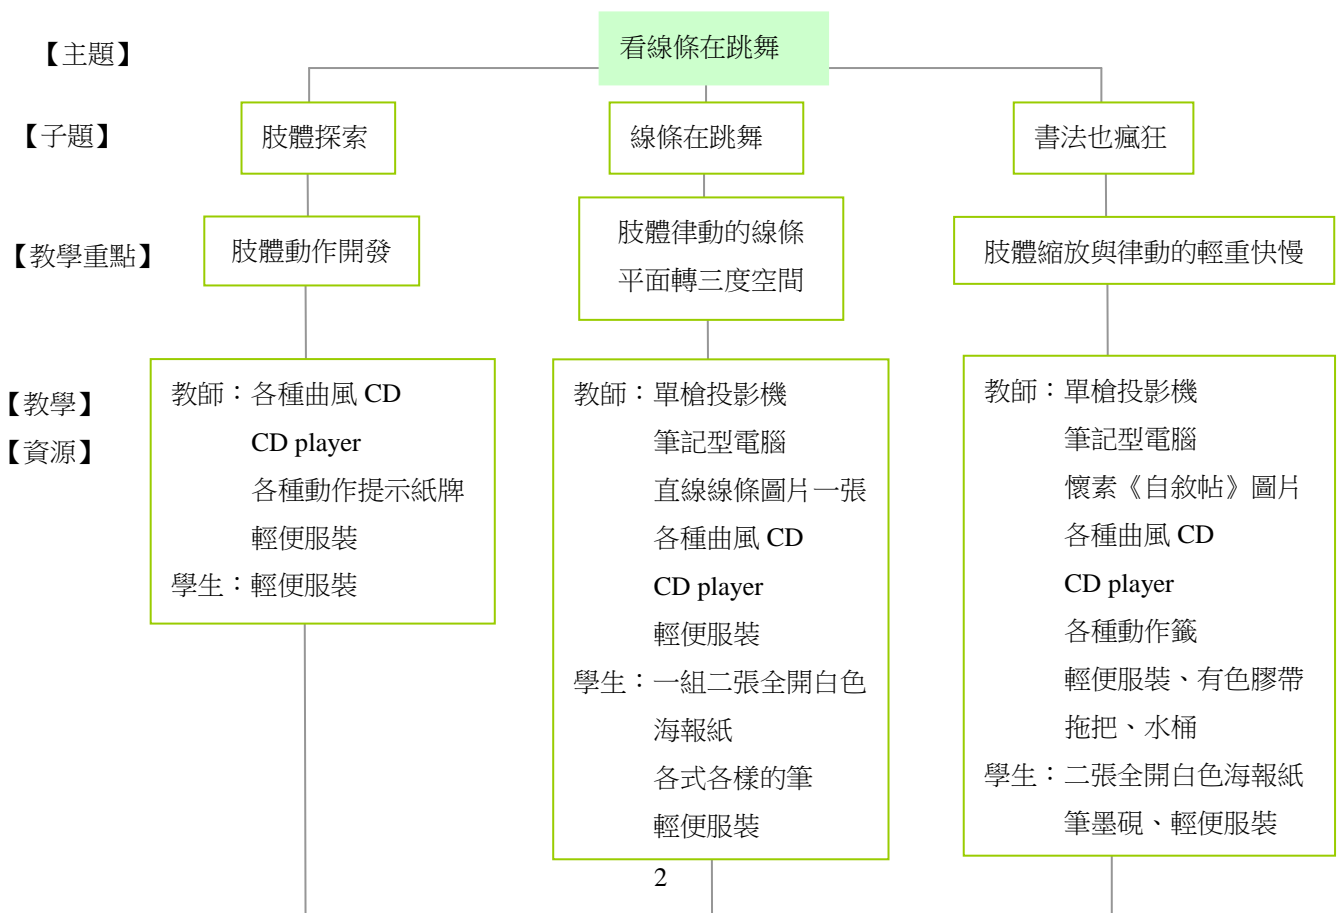 【主題】
看線條在跳舞
【子題】
肢體探索
線條在跳舞
書法也瘋狂
【教學重點】
肢體動作開發
肢體律動的線條
平面轉三度空間
肢體縮放與律動的輕重快慢
【教學】
【資源】
教師：各種曲風 CD
CD player
各種動作提示紙牌
輕便服裝
學生：輕便服裝
教師：單槍投影機
筆記型電腦
直線線條圖片一張
各種曲風 CD
CD player
輕便服裝
學生：一組二張全開白色
海報紙
各式各樣的筆
輕便服裝
教師：單槍投影機
筆記型電腦
懷素《自敘帖》圖片
各種曲風 CD
CD player
各種動作籤
輕便服裝、有色膠帶
拖把、水桶
學生：二張全開白色海報紙
筆墨硯、輕便服裝
2